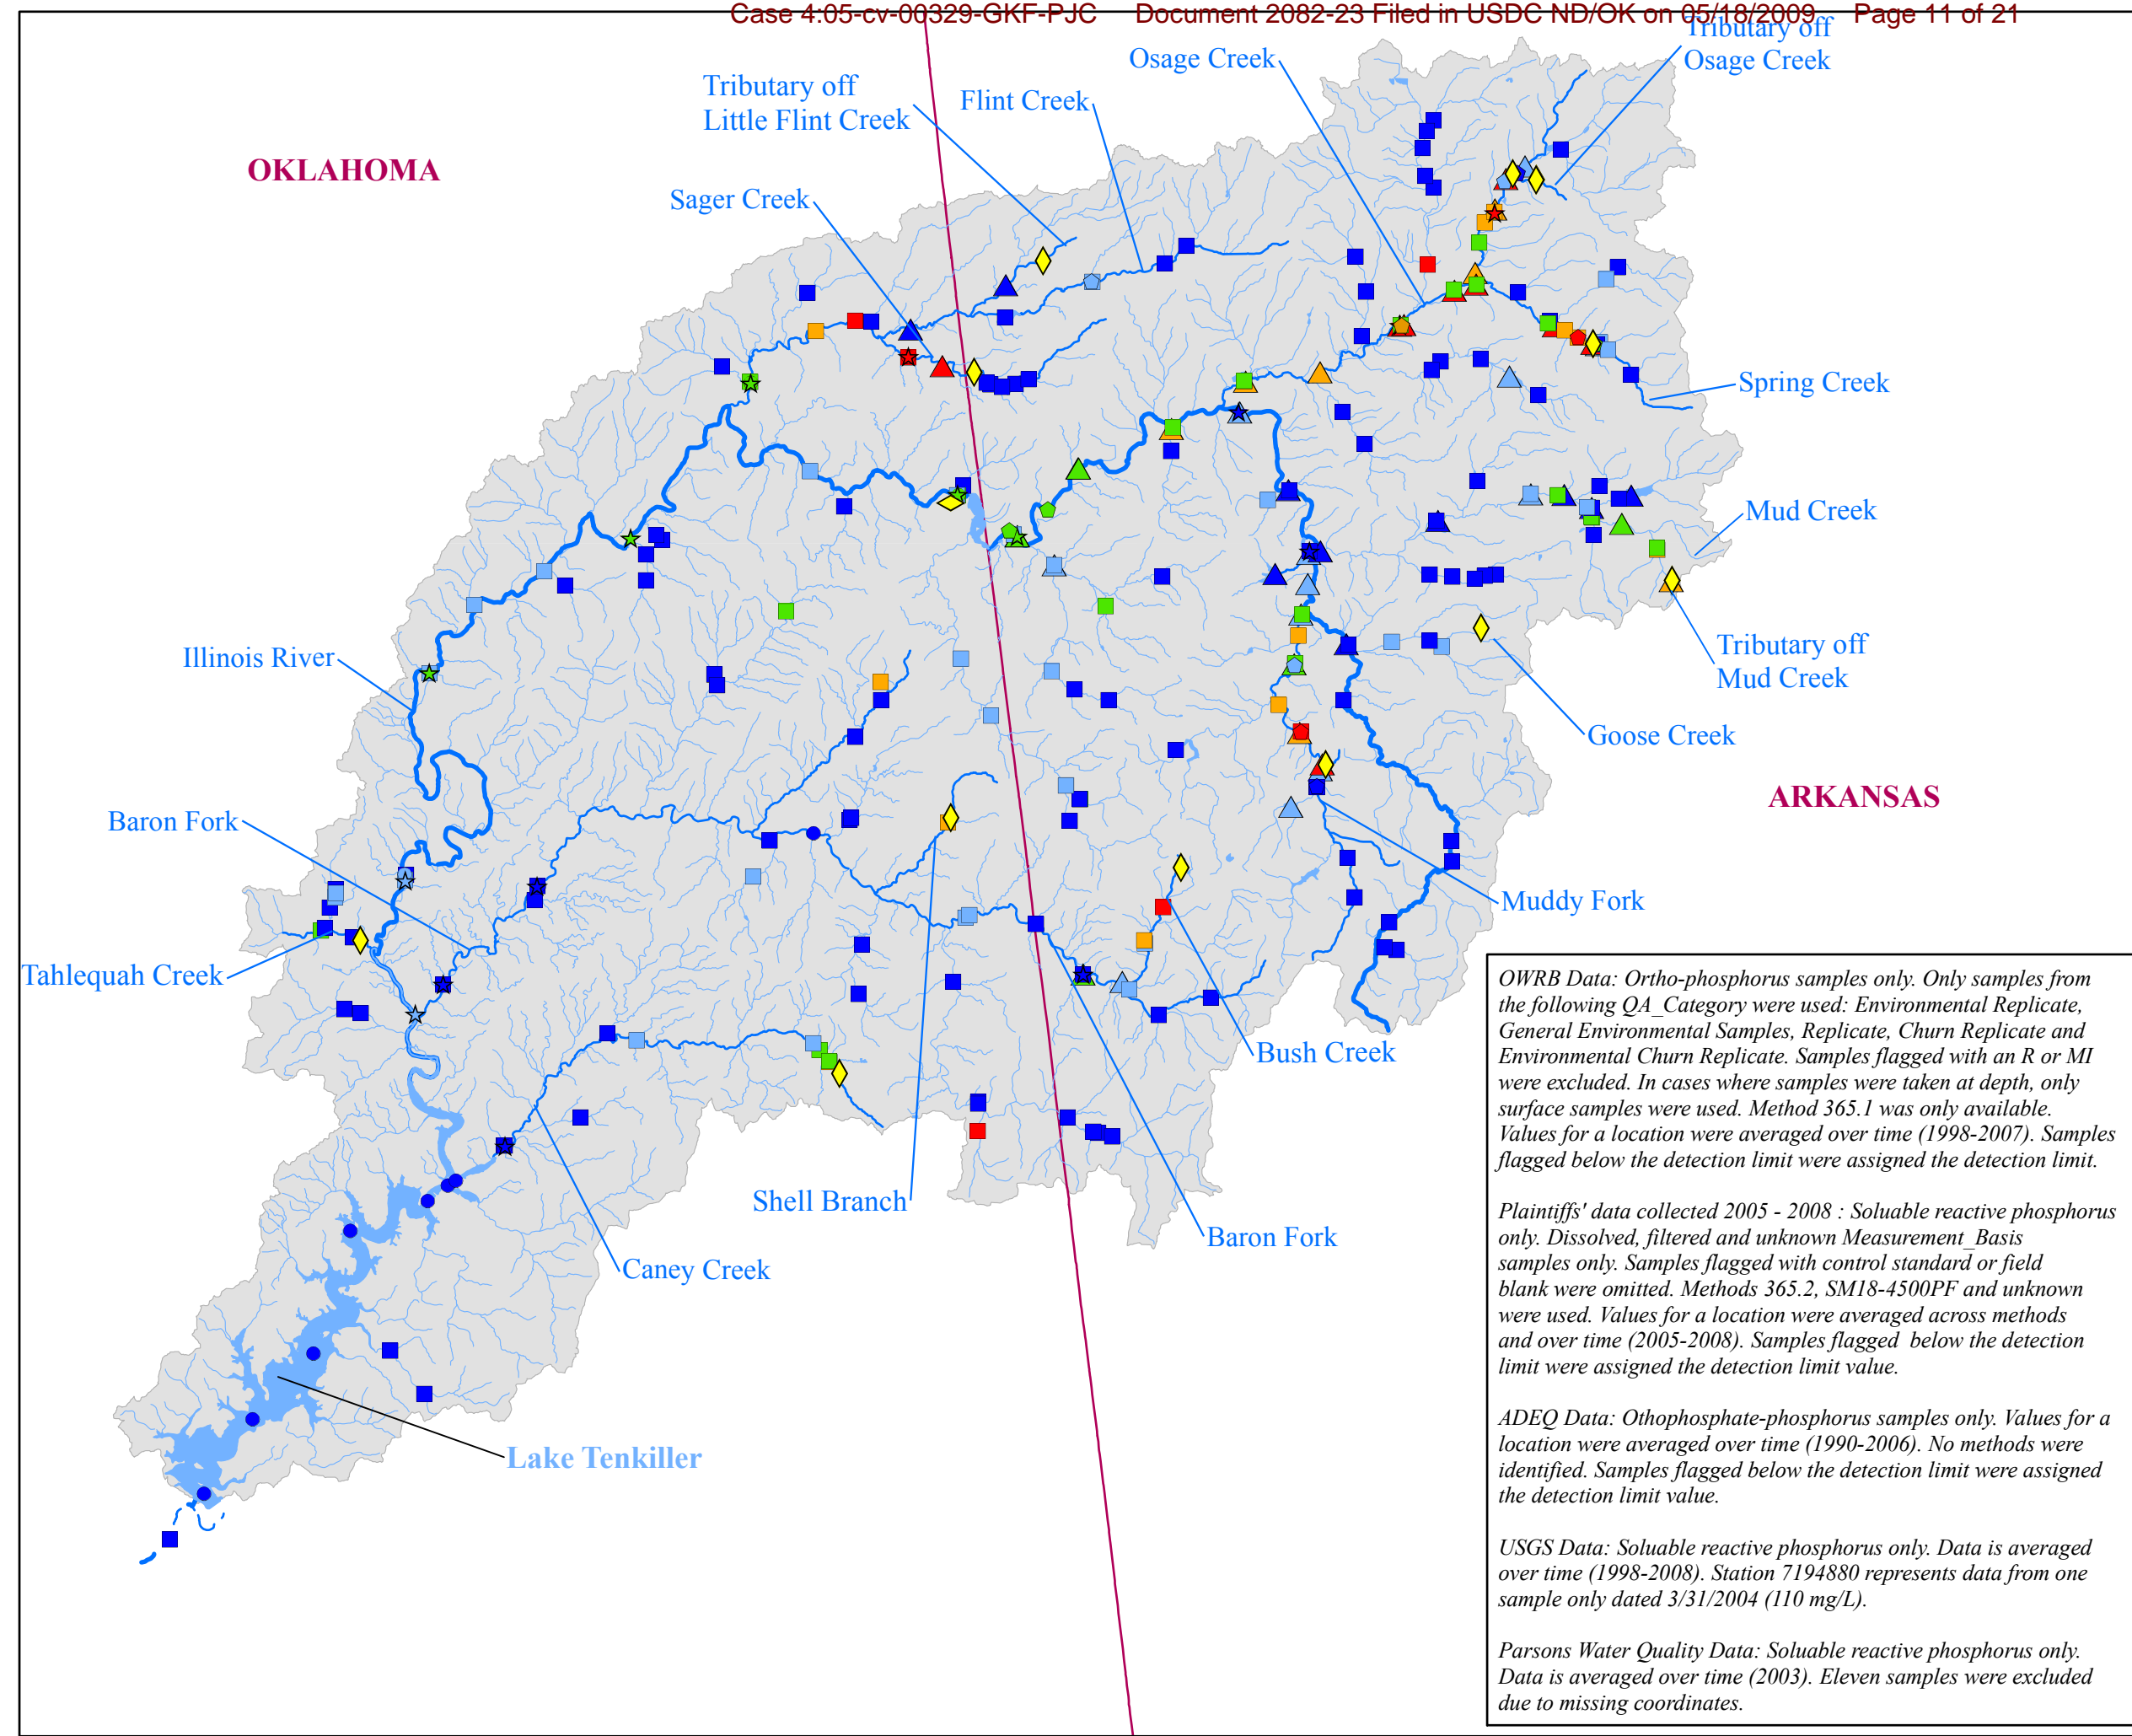 Case 4:05-cv-00329-GKF-PJC Document 2082-23 Filed in USDC ND/OK on 05/18/2009 Page 11 of 21
Tributary off
Osage Creek
Osage Creek
Tributary off
Little Flint Creek
Flint Creek
OKLAHOMA
Sager Creek
Spring Creek
Mud Creek
Tributary off
Mud Creek
Illinois River
Goose Creek
ARKANSAS
Baron Fork
Muddy Fork
Tahlequah Creek
Bush Creek
Shell Branch
Baron Fork
Caney Creek
Lake Tenkiller
OWRB Data: Ortho-phosphorus samples only. Only samples from
the following QA_Category were used: Environmental Replicate,
General Environmental Samples, Replicate, Churn Replicate and
Environmental Churn Replicate. Samples flagged with an R or MI
were excluded. In cases where samples were taken at depth, only
surface samples were used. Method 365.1 was only available.
Values for a location were averaged over time (1998-2007). Samples
flagged below the detection limit were assigned the detection limit.
Plaintiffs' data collected 2005 - 2008 : Soluable reactive phosphorus
only. Dissolved, filtered and unknown Measurement_Basis
samples only. Samples flagged with control standard or field
blank were omitted. Methods 365.2, SM18-4500PF and unknown
were used. Values for a location were averaged across methods
and over time (2005-2008). Samples flagged below the detection
limit were assigned the detection limit value.
ADEQ Data: Othophosphate-phosphorus samples only. Values for a
location were averaged over time (1990-2006). No methods were
identified. Samples flagged below the detection limit were assigned
the detection limit value.
USGS Data: Soluable reactive phosphorus only. Data is averaged
over time (1998-2008). Station 7194880 represents data from one
sample only dated 3/31/2004 (110 mg/L).
Parsons Water Quality Data: Soluable reactive phosphorus only.
Data is averaged over time (2003). Eleven samples were excluded
due to missing coordinates.